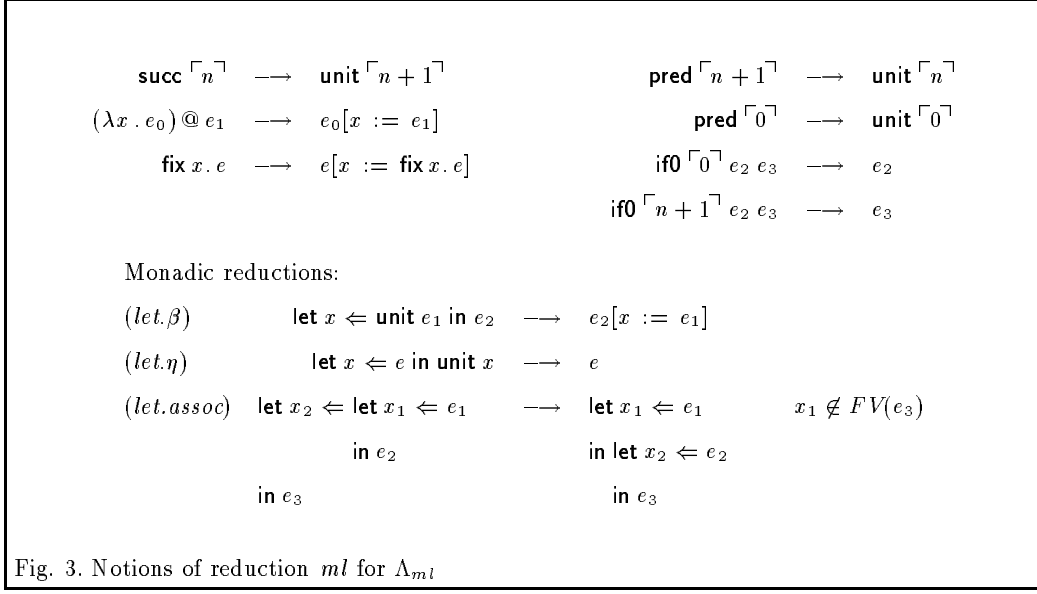 succ ⌜n⌝ ⟶ unit ⌜n + 1⌝ pred ⌜n + 1⌝ ⟶ unit ⌜n⌝
(λx . e₀) @ e₁ ⟶ e₀[x := e₁] pred ⌜0⌝ ⟶ unit ⌜0⌝
fix x. e ⟶ e[x := fix x. e] if0 ⌜0⌝ e₂ e₃ ⟶ e₂
if0 ⌜n + 1⌝ e₂ e₃ ⟶ e₃
Monadic reductions:
(let.β) let x ⇐ unit e₁ in e₂ ⟶ e₂[x := e₁]
(let.η) let x ⇐ e in unit x ⟶ e
(let.assoc) let x₂ ⇐ let x₁ ⇐ e₁ ⟶ let x₁ ⇐ e₁ x₁ ∉ FV(e₃)
in e₂ in let x₂ ⇐ e₂
in e₃ in e₃
Fig. 3. Notions of reduction ml for Λₘₗ